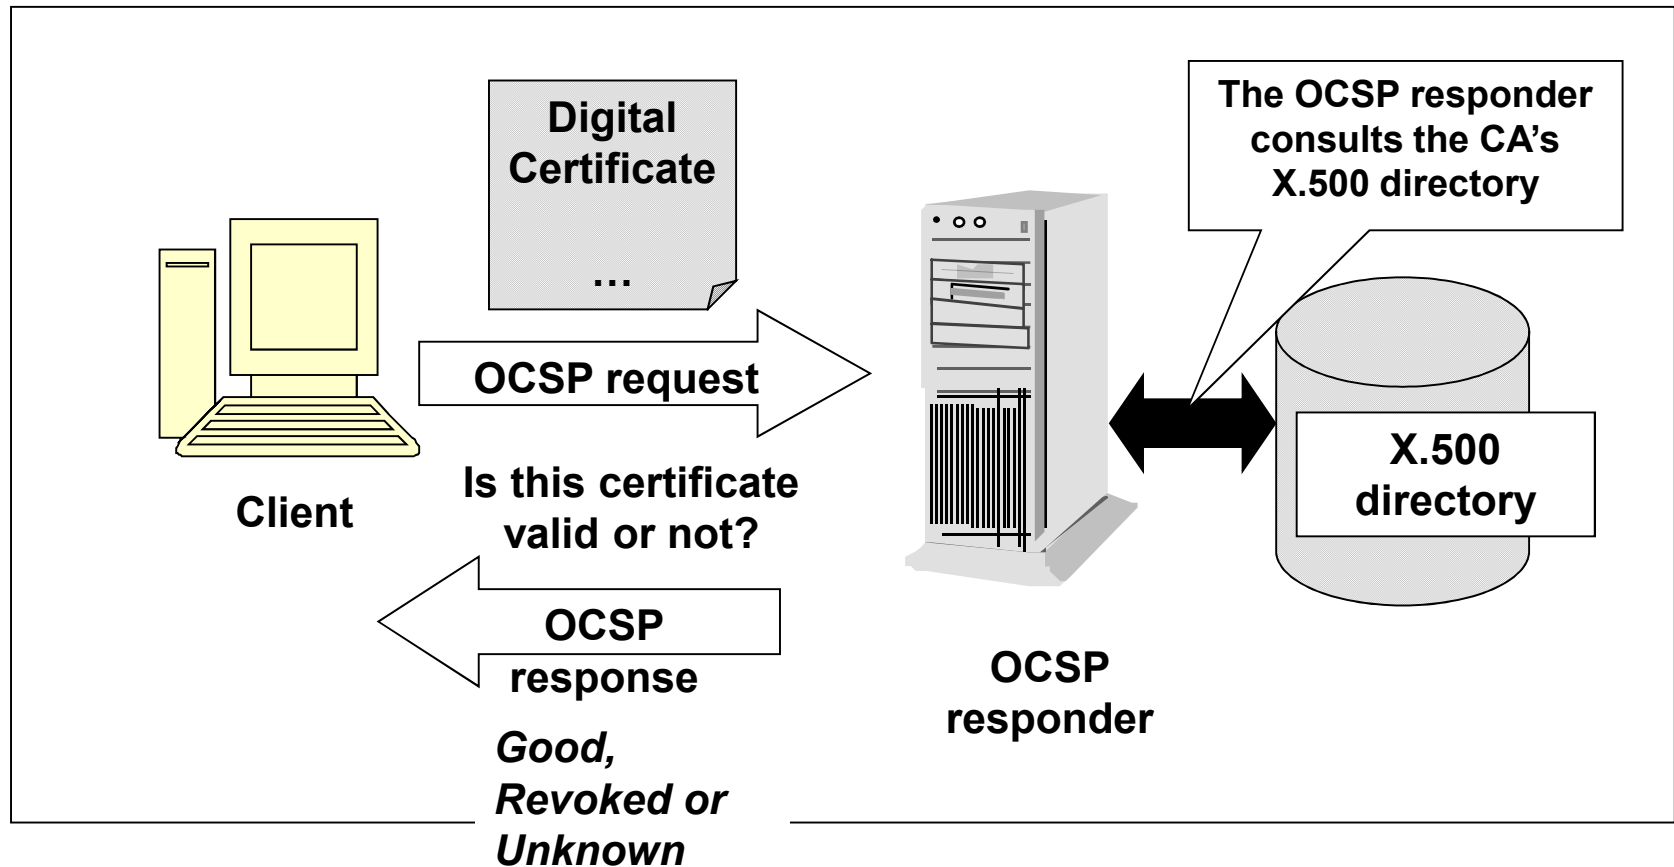 Digital
Certificate
...
The OCSP responder
consults the CA’s
X.500 directory
OCSP request
Client
Is this certificate
valid or not?
X.500
directory
OCSP
response
OCSP
responder
Good,
Revoked or
Unknown